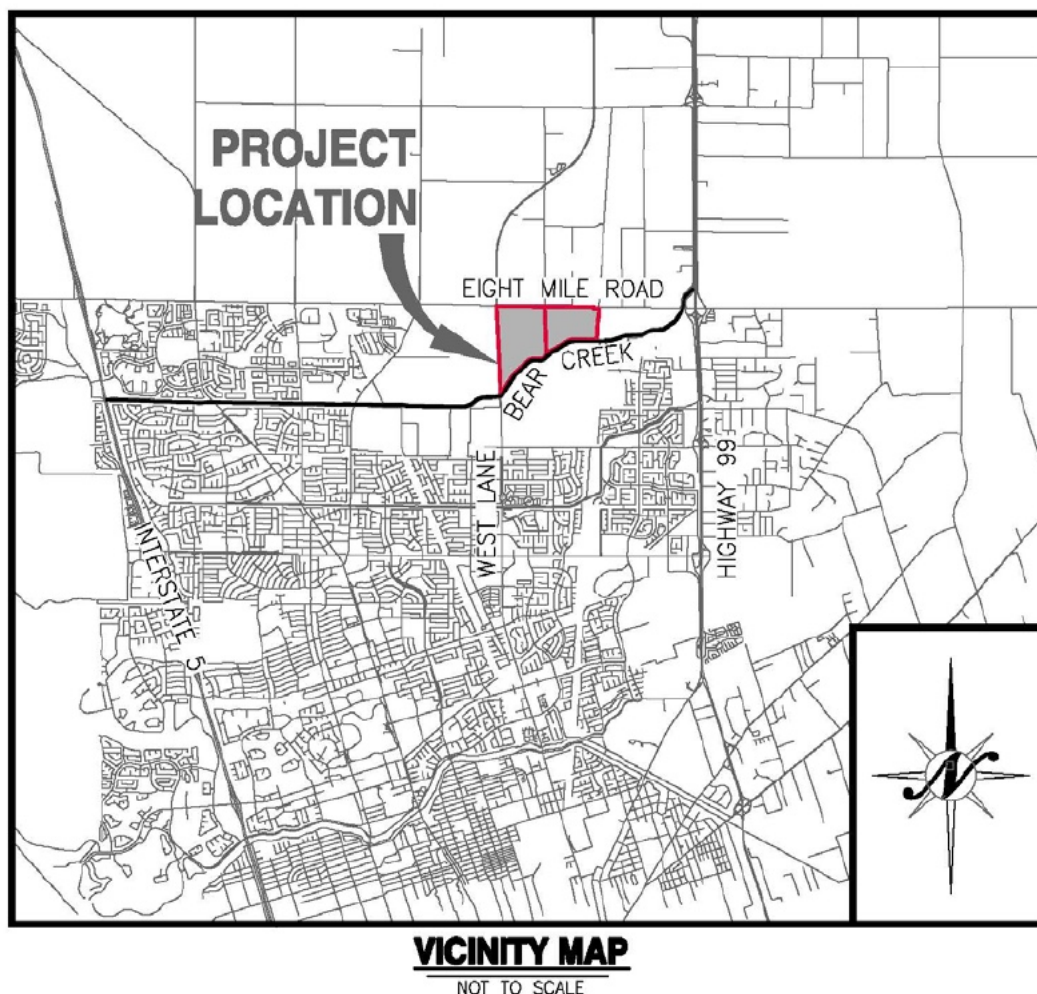 PROJECT
LOCATION
EIGHT MILE ROAD
BEAR CREEK
WEST LANE
HIGHWAY 99
INTERSTATE 5
N
VICINITY MAP
NOT TO SCALE